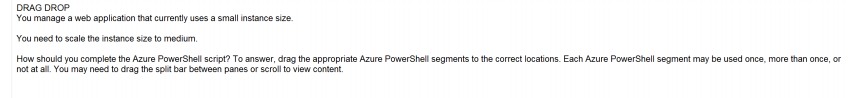 DRAG DROP
You manage a web application that currently uses a small instance size.
You need to scale the instance size to medium.
How should you complete the Azure PowerShell script? To answer, drag the appropriate Azure PowerShell segments to the correct locations. Each Azure PowerShell segment may be used once, more than once, or
not at all. You may need to drag the split bar between panes or scroll to view content.